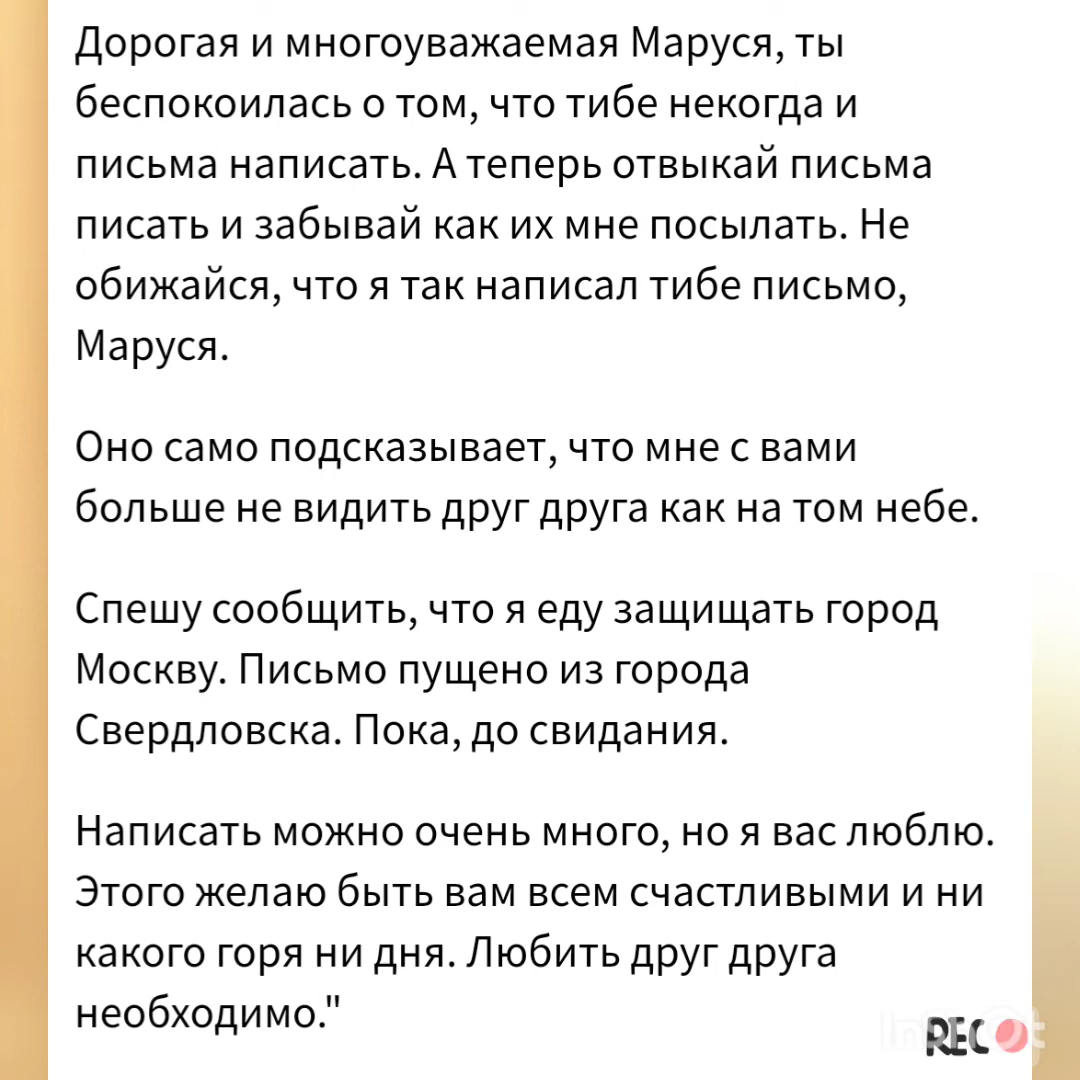 Дорогая и многоуважаемая Маруся, ты
беспокоилась о том, что тибе некогда и
письма написать. А теперь отвыкай письма
писать и забывай как их мне посылать. Не
обижайся, что я так написал тибе письмо,
Маруся.
Оно само подсказывает, что мне с вами
больше не видить друг друга как на том небе.
Спешу сообщить, что я еду защищать город
Москву. Письмо пущено из города
Свердловска. Пока, до свидания.
Написать можно очень много, но я вас люблю.
Этого желаю быть вам всем счастливыми и ни
какого горя ни дня. Любить друг друга
необходимо."
REC